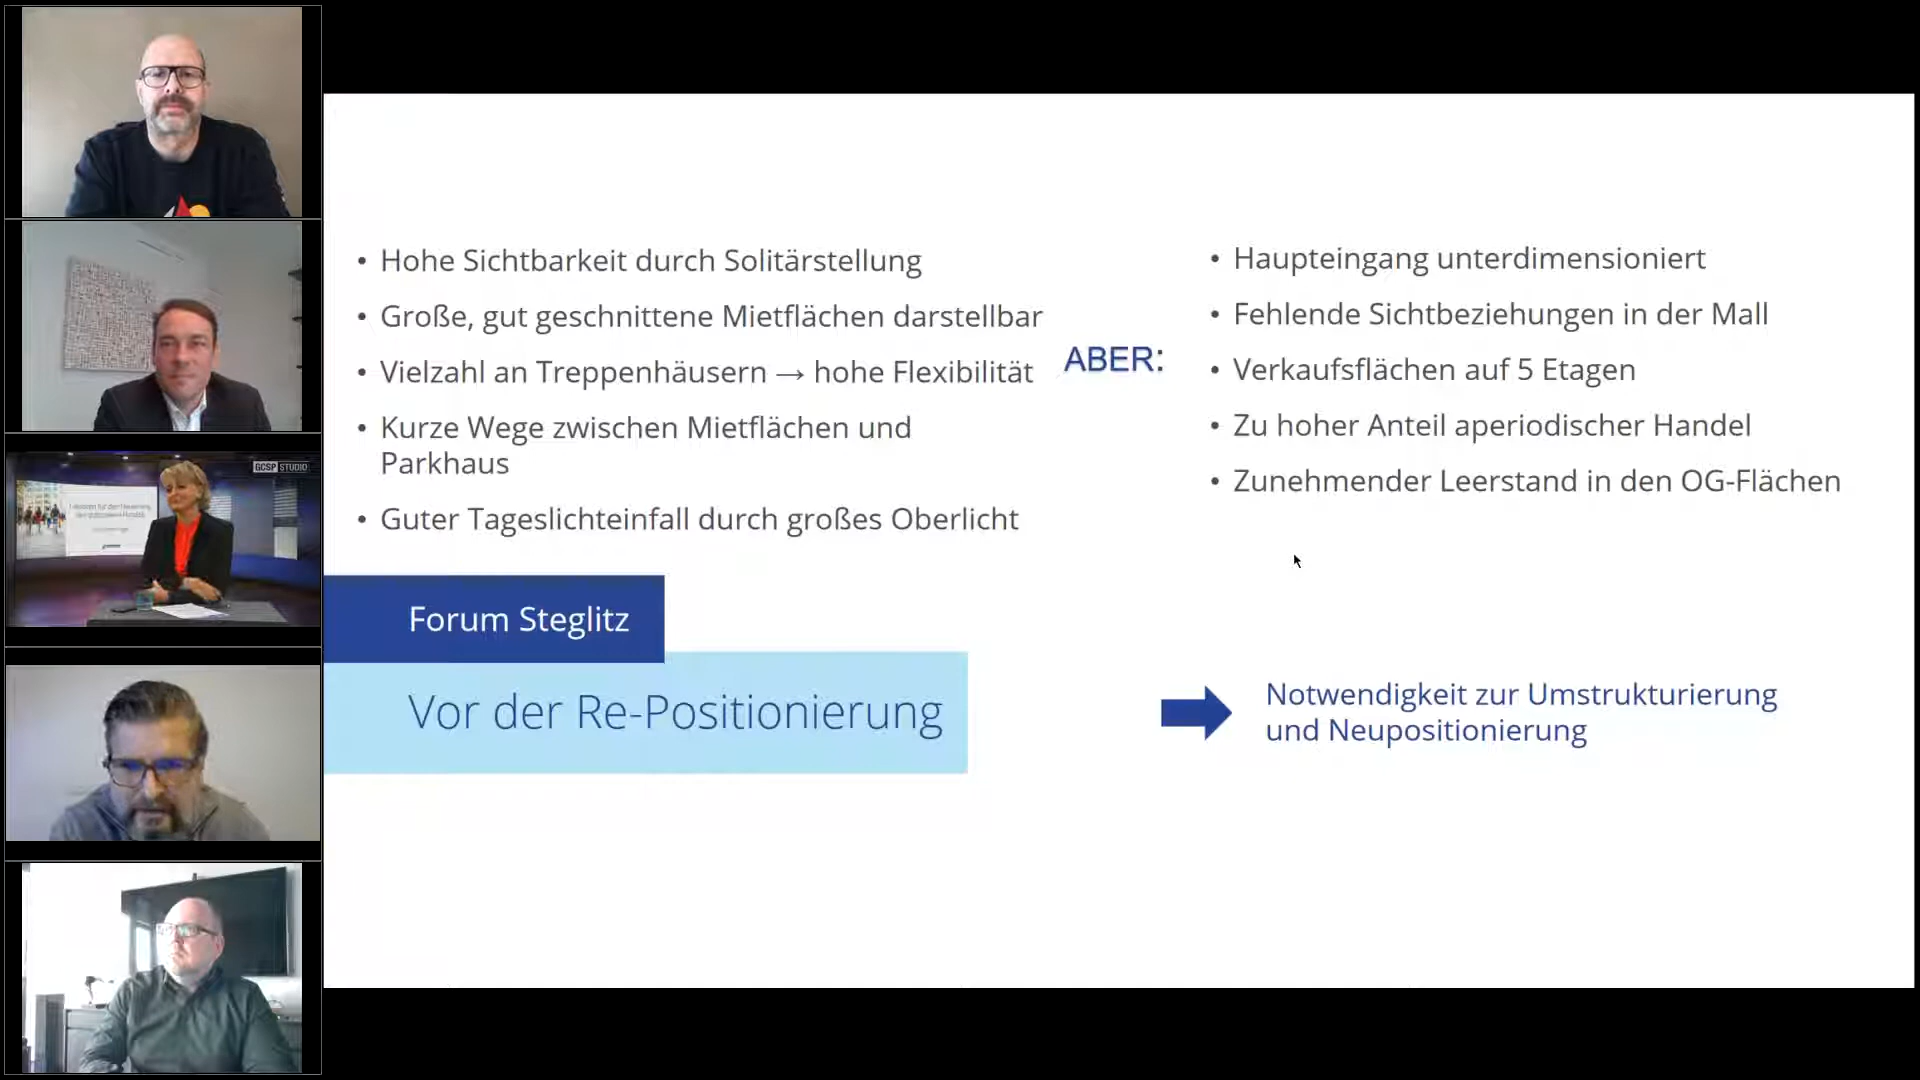 GCSP STUDIO
• Hohe Sichtbarkeit durch Solitärstellung
• Große, gut geschnittene Mietflächen darstellbar
• Vielzahl an Treppenhäusern → hohe Flexibilität
• Kurze Wege zwischen Mietflächen und
Parkhaus
• Guter Tageslichteinfall durch großes Oberlicht
ABER:
• Haupteingang unterdimensioniert
• Fehlende Sichtbeziehungen in der Mall
• Verkaufsflächen auf 5 Etagen
• Zu hoher Anteil aperiodischer Handel
• Zunehmender Leerstand in den OG-Flächen
Forum Steglitz
Vor der Re-Positionierung
Notwendigkeit zur Umstrukturierung
und Neupositionierung